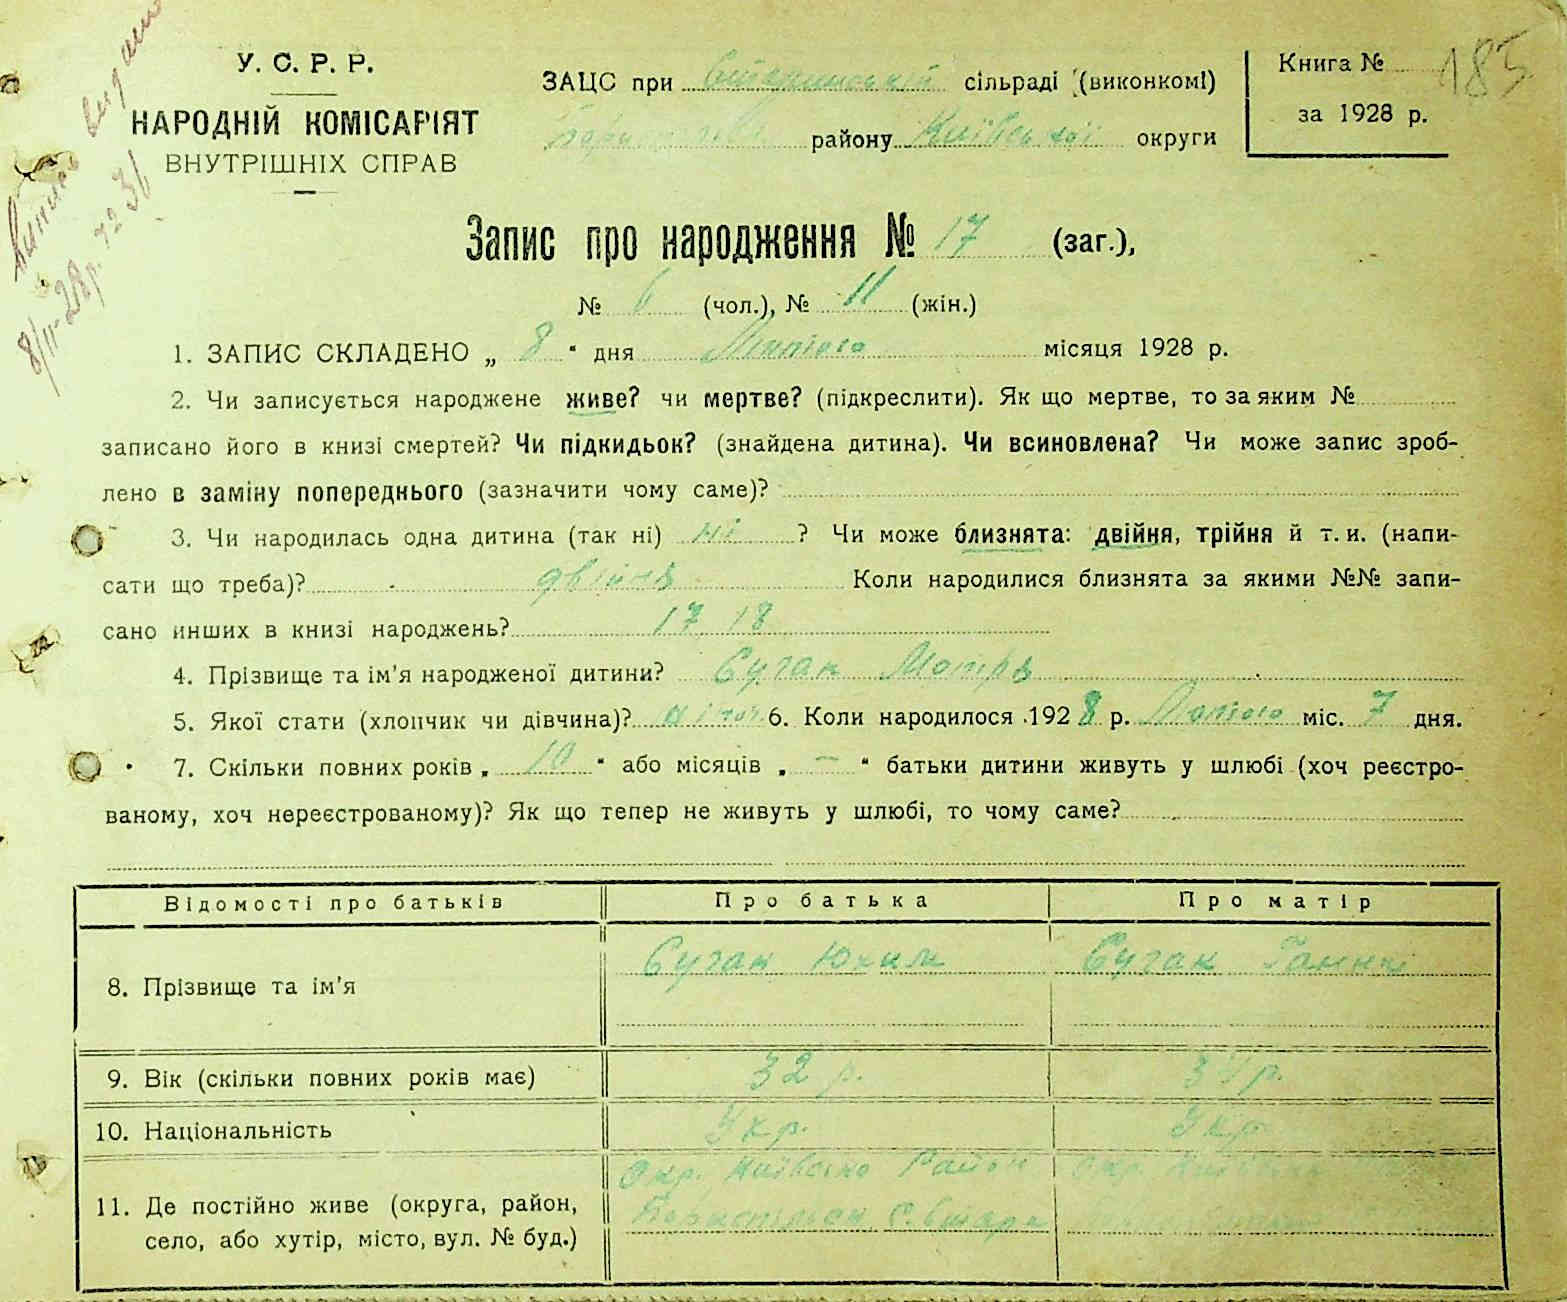 У. С. Р. Р.
НАРОДНІЙ КОМІСАРІЯТ
ВНУТРІШНІХ СПРАВ
ЗАЦС при сільраді (виконкомі)
району Київської округи
Книга № 185
за 1928 р.
Запис про народження № 17 (заг.),
№ 6 (чол.), № 11 (жін.)
1. ЗАПИС СКЛАДЕНО „ 8 “ дня Лютого місяця 1928 р.
2. Чи записується народжене живе? чи мертве? (підкреслити). Як що мертве, то за яким №
записано його в книзі смертей? Чи підкидьок? (знайдена дитина). Чи всиновлена? Чи може запис зроб-
лено в заміну попереднього (зазначити чому саме)?
3. Чи народилась одна дитина (так ні) ні ? Чи може близнята: двійня, трійня й т. и. (напи-
сати що треба)? двійня Коли народилися близнята за якими №№ запи-
сано инших в книзі народжень? 17 18
4. Прізвище та ім’я народженої дитини? Сугак Мотря
5. Якої стати (хлопчик чи дівчина)? 6. Коли народилося 1928 р. Лютого міс. 7 дня.
7. Скільки повних років „ 10 “ або місяців „ — “ батьки дитини живуть у шлюбі (хоч реєстро-
ваному, хоч нереєстрованому)? Як що тепер не живуть у шлюбі, то чому саме?
Відомості про батьків Про батька Про матір
8. Прізвище та ім’я Сугак Юхим Сугак Ганна
9. Вік (скільки повних років має) 32 р. р.
10. Національність Укр. Укр.
11. Де постійно живе (округа, район,
село, або хутір, місто, вул. № буд.)
Окр. Київська Район Окр. Київська